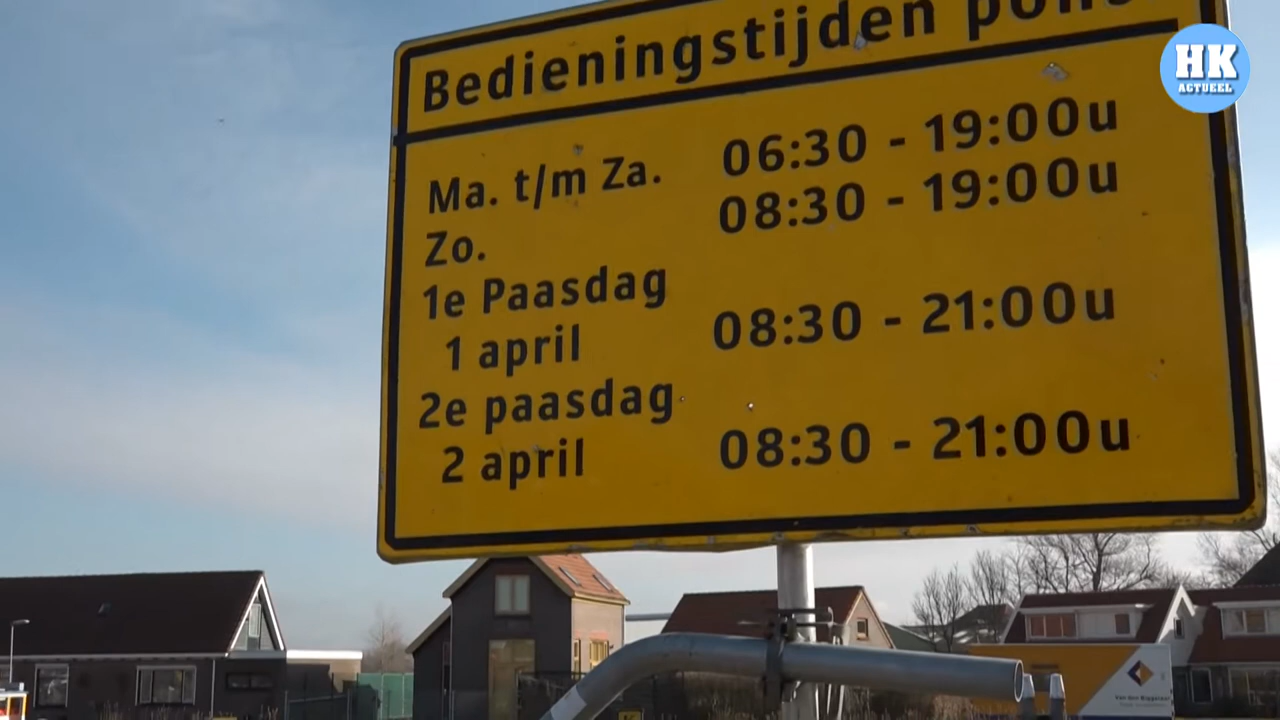 HK
ACTUEEL
Bedieningstijden
Ma. t/m Za. 06:30 - 19:00u
Zo. 08:30 - 19:00u
1e Paasdag
1 april 08:30 - 21:00u
2e paasdag
2 april 08:30 - 21:00u